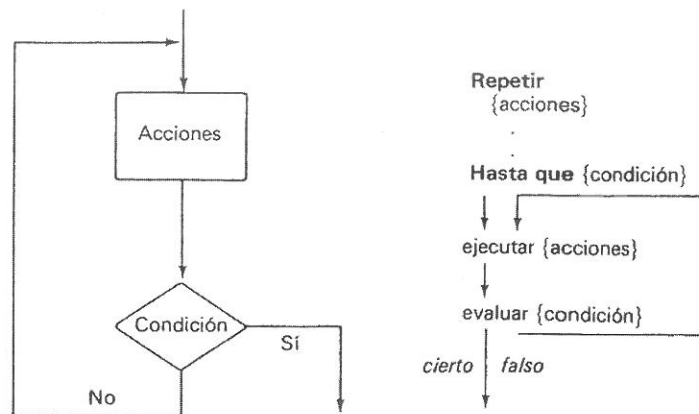 Acciones
Condición
Sí
No
Repetir
{acciones}
.
.
Hasta que {condición}
ejecutar {acciones}
evaluar {condición}
cierto falso